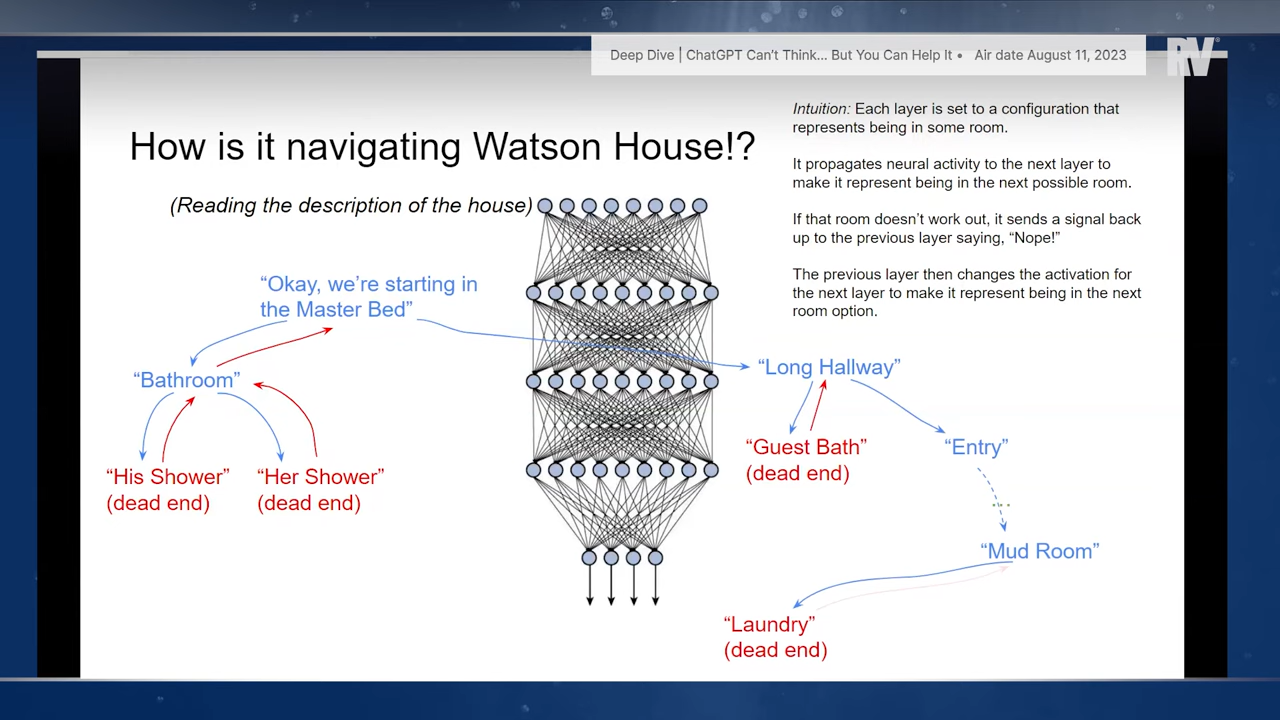 Deep Dive | ChatGPT Can't Think... But You Can Help It • Air date August 11, 2023
RV
How is it navigating Watson House!?
(Reading the description of the house)
Intuition: Each layer is set to a configuration that
represents being in some room.
It propagates neural activity to the next layer to
make it represent being in the next possible room.
If that room doesn't work out, it sends a signal back
up to the previous layer saying, “Nope!”
The previous layer then changes the activation for
the next layer to make it represent being in the next
room option.
“Okay, we're starting in
the Master Bed”
“Bathroom”
“His Shower”
(dead end)
“Her Shower”
(dead end)
“Long Hallway”
“Guest Bath”
(dead end)
“Entry”
...
“Mud Room”
“Laundry”
(dead end)